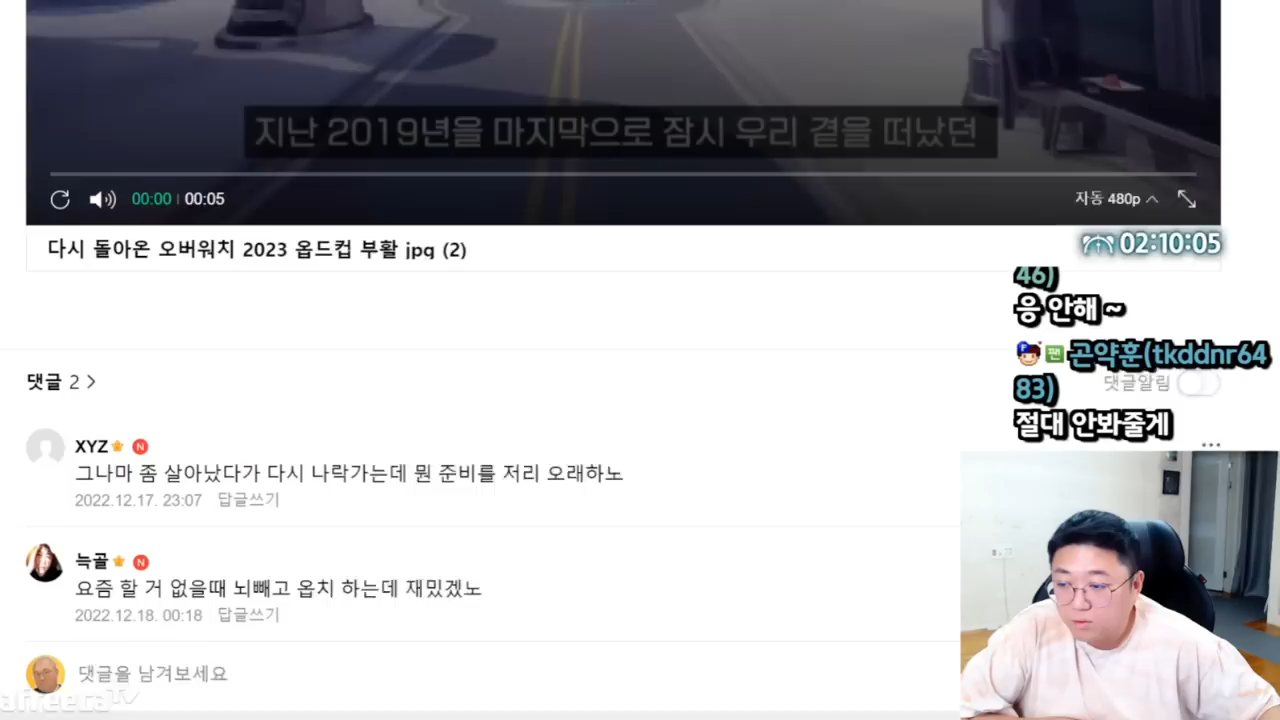 지난 2019년을 마지막으로 잠시 우리 곁을 떠났던
00:00 00:05
자동 480p
다시 돌아온 오버워치 2023 옵드컵 부활 jpg (2)
02:10:05
46)
응 안해 ~
팬 곤약훈(tkddnr64
83)
절대 안봐줄게
댓글 2
댓글알림
XYZ N
그나마 좀 살아났다가 다시 나락가는데 뭔 준비를 저리 오래하노
2022.12.17. 23:07 답글쓰기
늑골 N
요즘 할 거 없을때 뇌빼고 옵치 하는데 재밌겠노
2022.12.18. 00:18 답글쓰기
댓글을 남겨보세요
afreecaTV